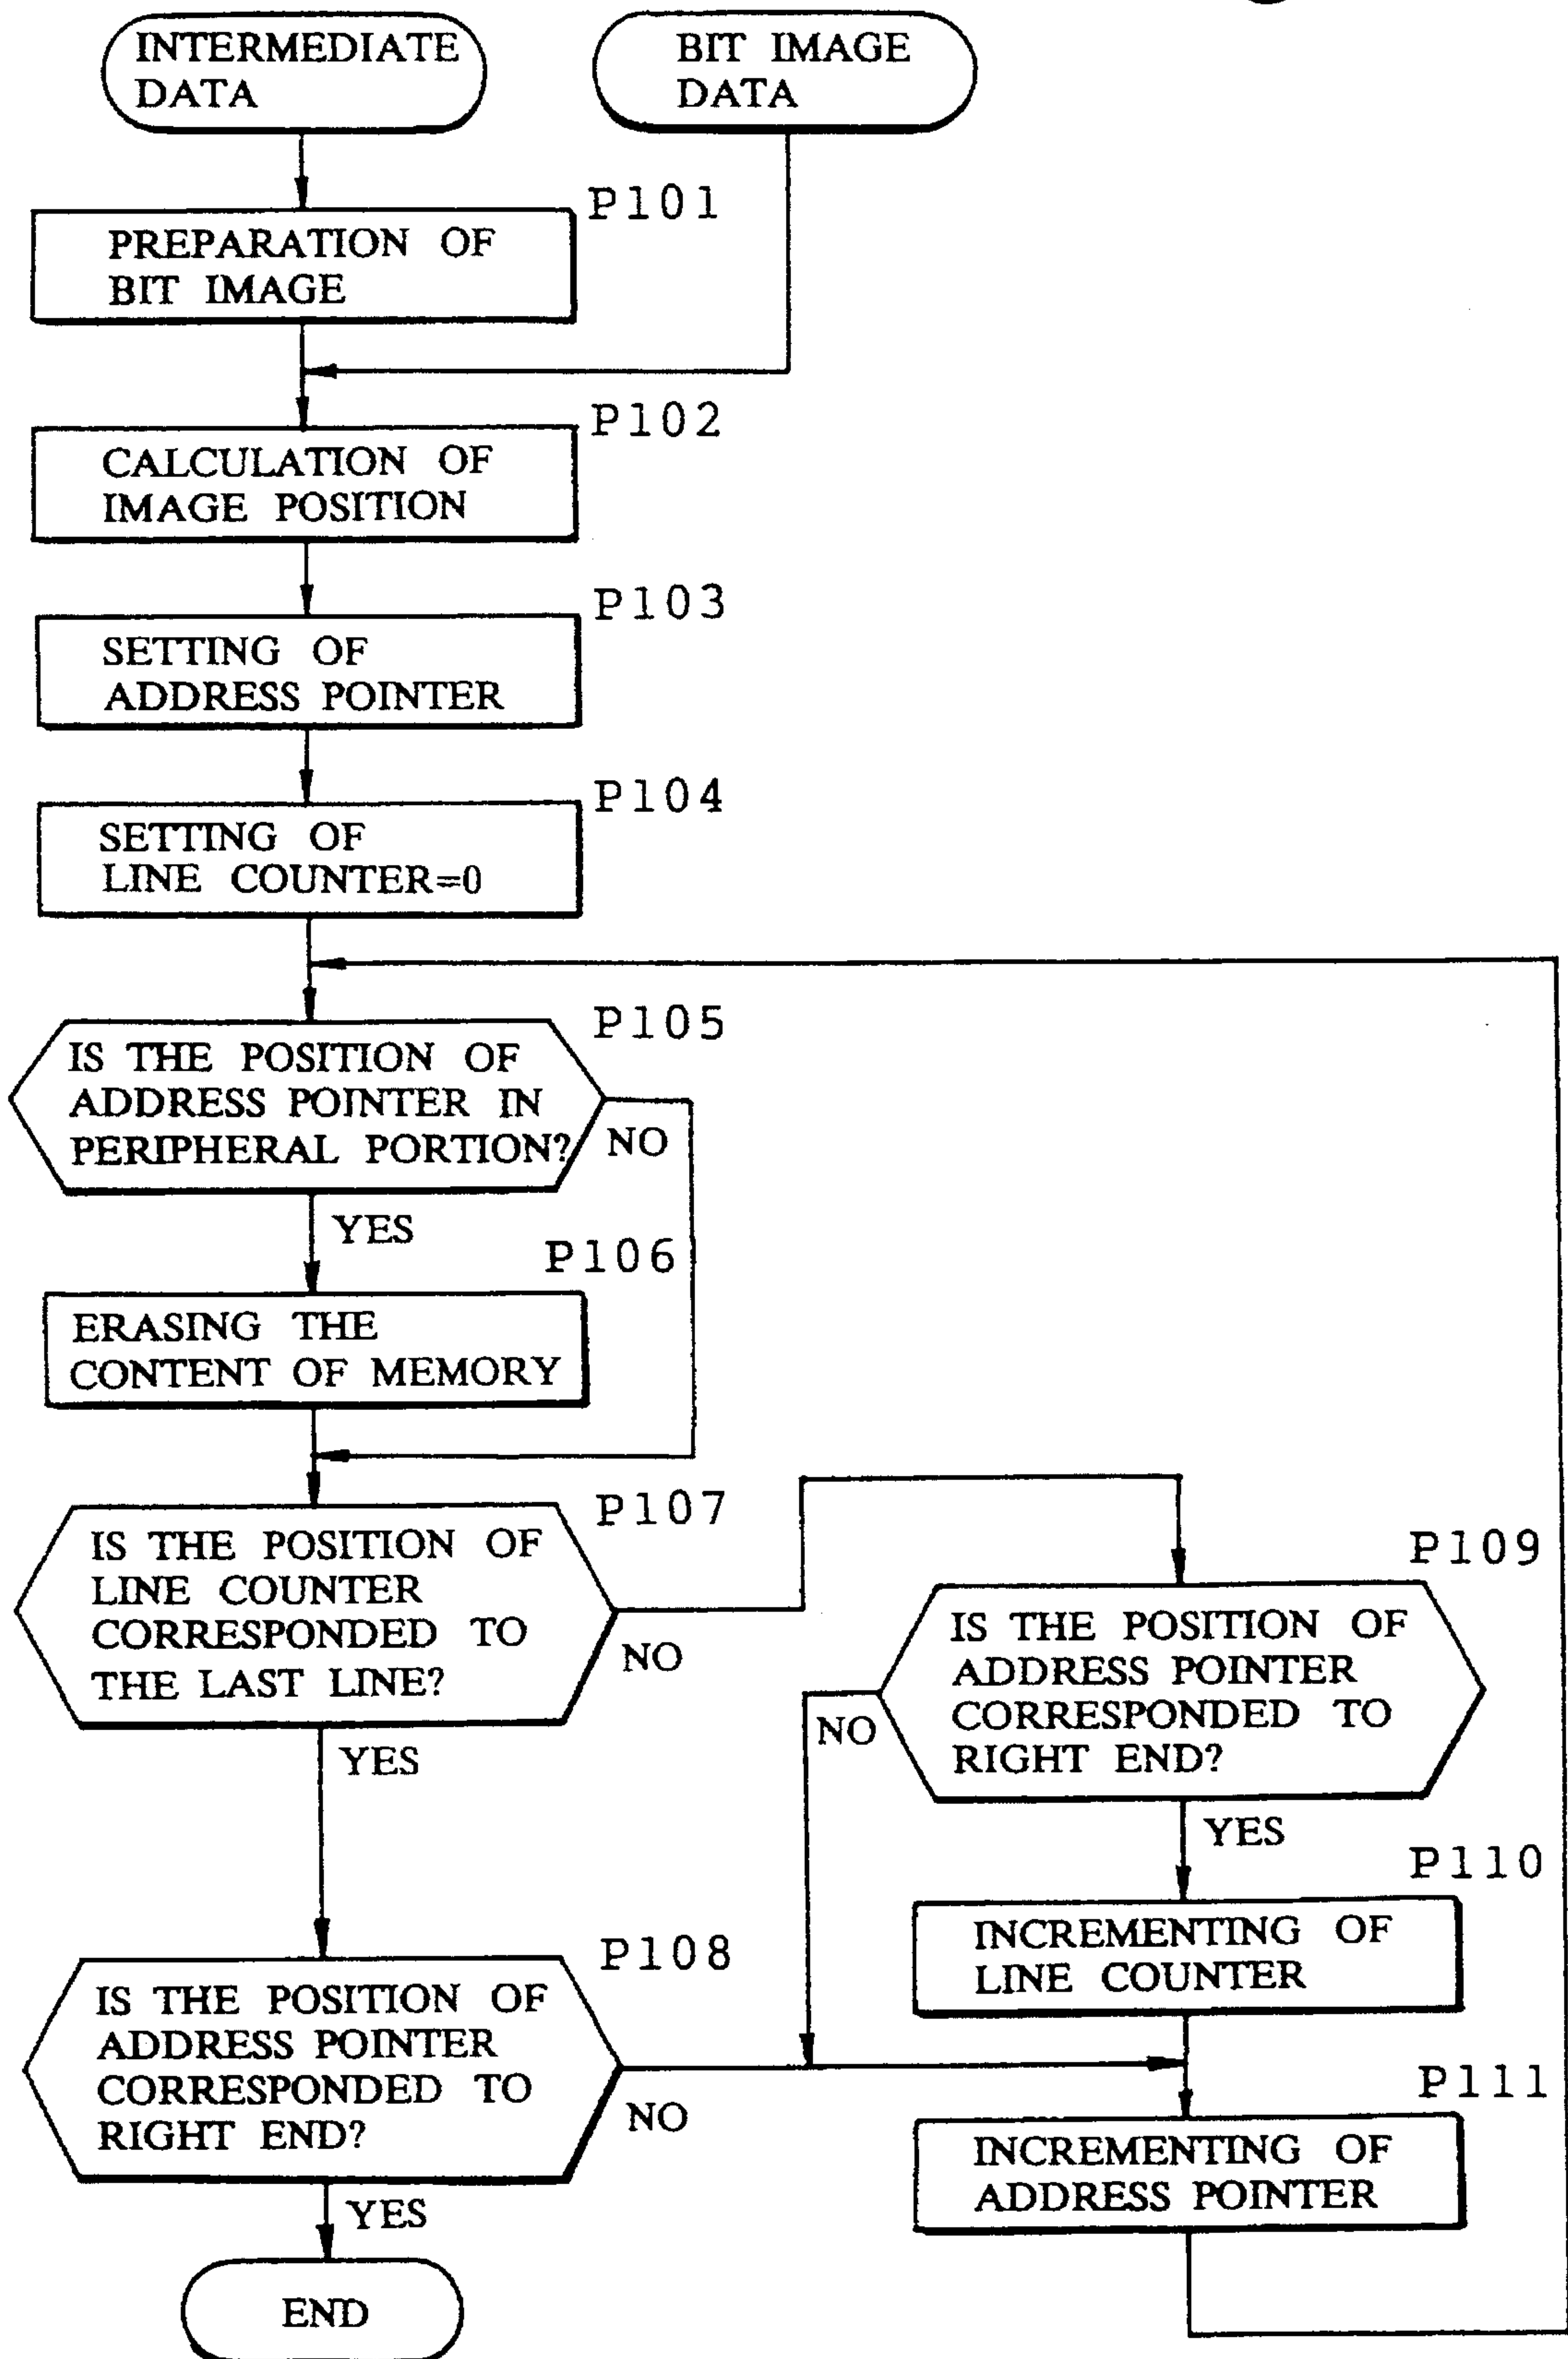 INTERMEDIATE
DATA
BIT IMAGE
DATA
P101
PREPARATION OF
BIT IMAGE
P102
CALCULATION OF
IMAGE POSITION
P103
SETTING OF
ADDRESS POINTER
P104
SETTING OF
LINE COUNTER=0
P105
IS THE POSITION OF
ADDRESS POINTER IN
PERIPHERAL PORTION?
NO
YES
P106
ERASING THE
CONTENT OF MEMORY
P107
IS THE POSITION OF
LINE COUNTER
CORRESPONDED TO
THE LAST LINE?
NO
YES
P109
IS THE POSITION OF
ADDRESS POINTER
CORRESPONDED TO
RIGHT END?
NO
YES
P110
INCREMENTING OF
LINE COUNTER
P108
IS THE POSITION OF
ADDRESS POINTER
CORRESPONDED TO
RIGHT END?
NO
YES
P111
INCREMENTING OF
ADDRESS POINTER
END